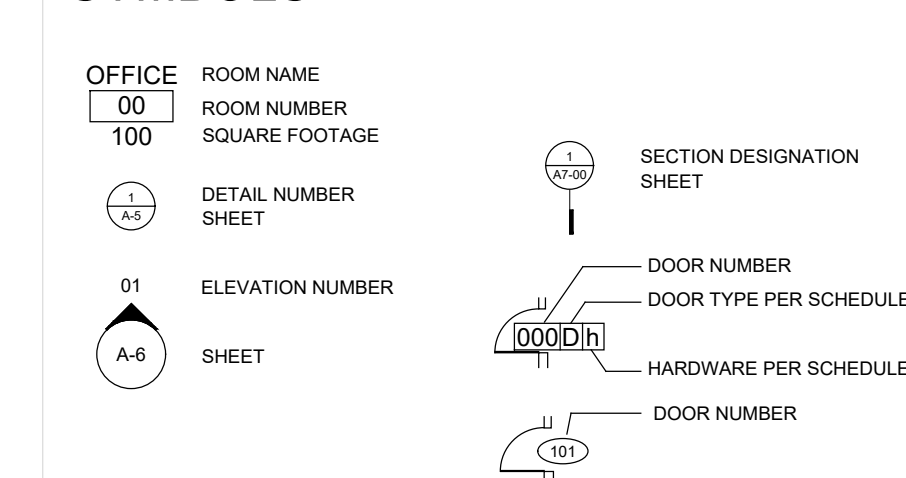 OFFICE ROOM NAME
00 ROOM NUMBER
100 SQUARE FOOTAGE
1 DETAIL NUMBER
A-5 SHEET
01 ELEVATION NUMBER
A-6 SHEET
1 SECTION DESIGNATION
A7-00 SHEET
DOOR NUMBER
DOOR TYPE PER SCHEDULE
000 D h
HARDWARE PER SCHEDULE
DOOR NUMBER
101